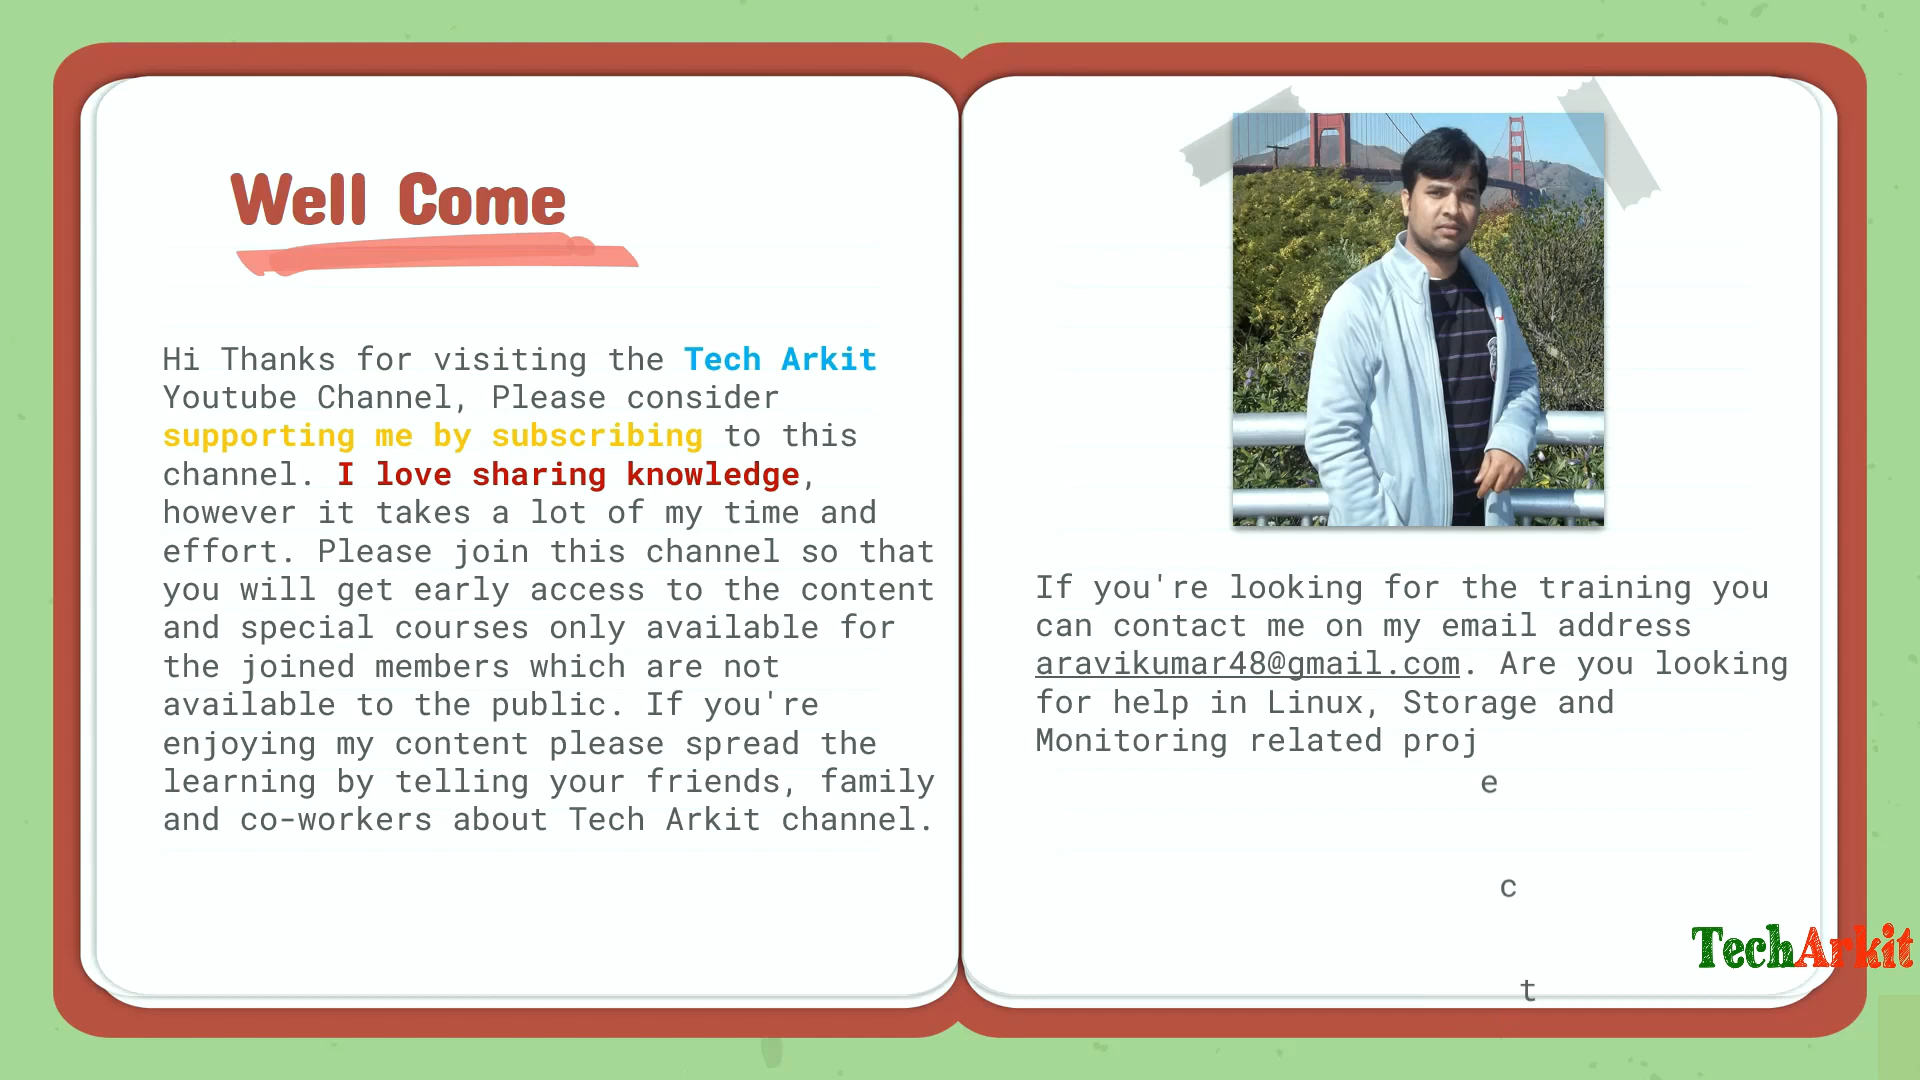 Well Come
Hi Thanks for visiting the Tech Arkit
Youtube Channel, Please consider
supporting me by subscribing to this
channel. I love sharing knowledge,
however it takes a lot of my time and
effort. Please join this channel so that
you will get early access to the content
and special courses only available for
the joined members which are not
available to the public. If you're
enjoying my content please spread the
learning by telling your friends, family
and co-workers about Tech Arkit channel.
If you're looking for the training you
can contact me on my email address
aravikumar48@gmail.com. Are you looking
for help in Linux, Storage and
Monitoring related proj
e
c
t
TechArkit